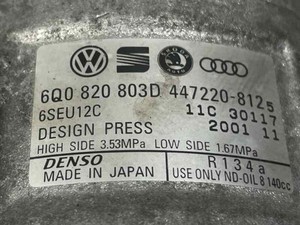 6Q0 820 803D 447220-8125
6SEU12C 11C 30117
DESIGN PRESS 2001 11
HIGH SIDE 3.53MPa LOW SIDE 1.67MPa
DENSO R134a
MADE IN JAPAN USE ONLY ND-OIL 8 140cc